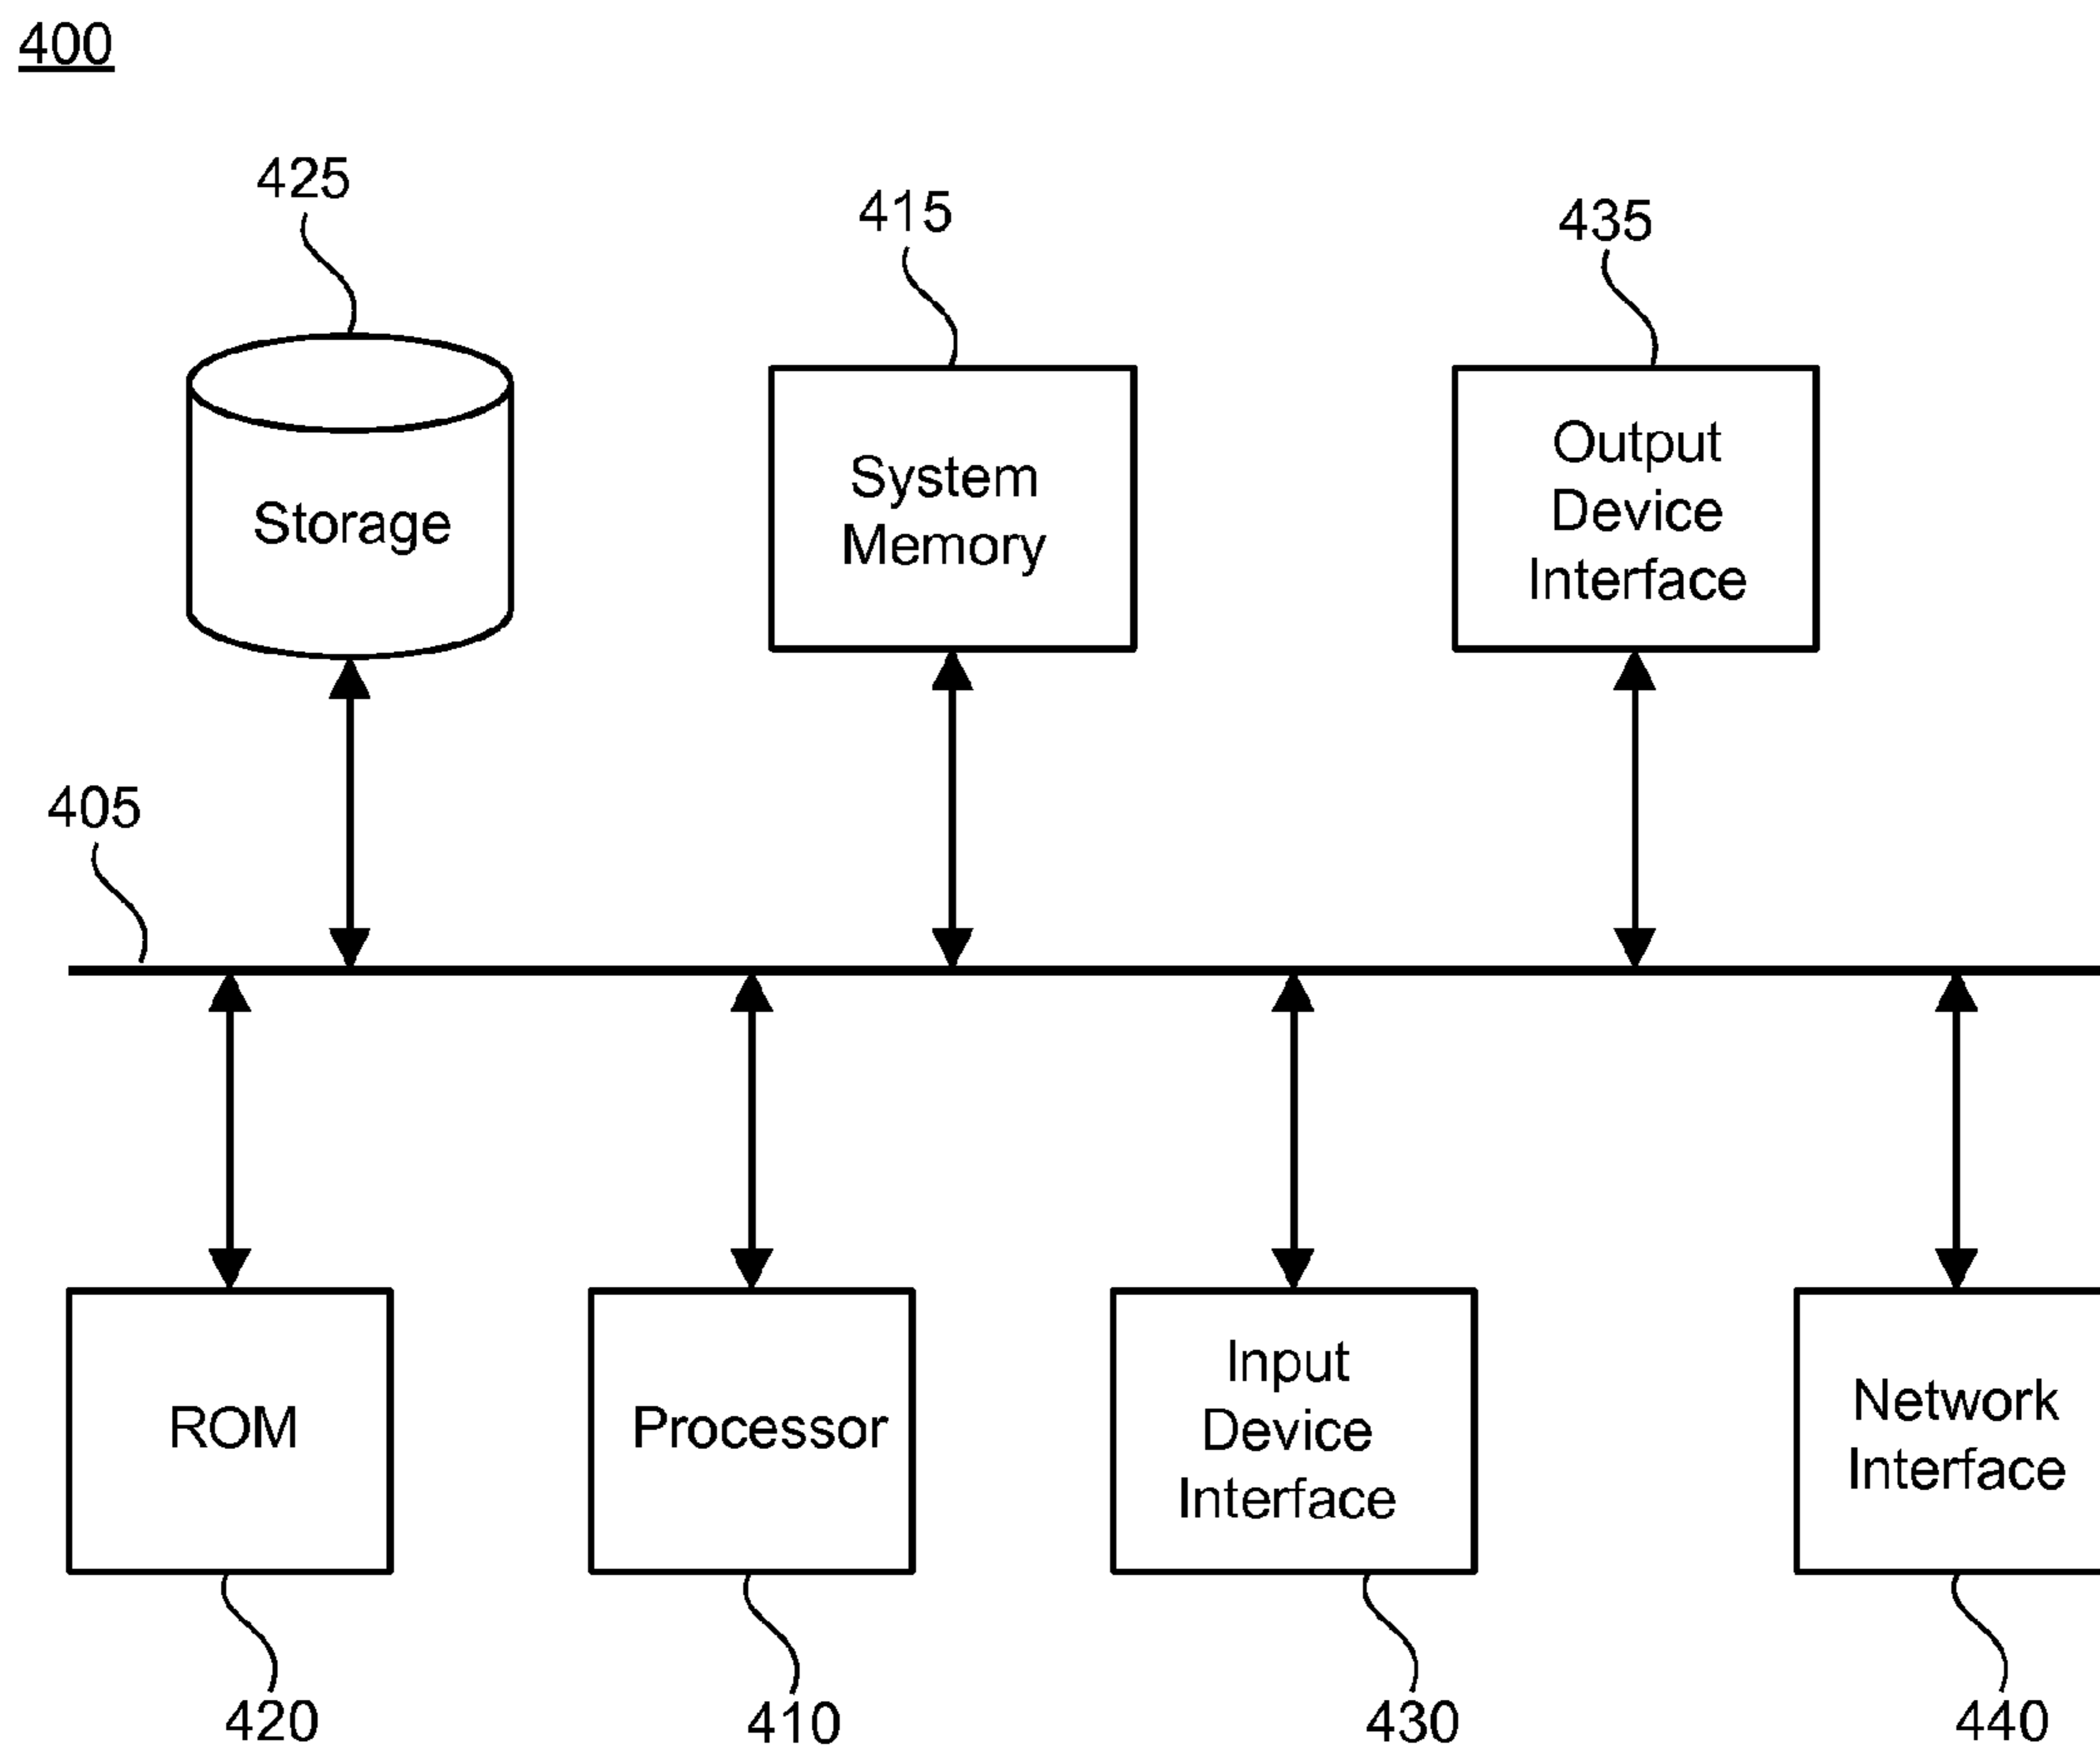 400
425
415
435
Storage
System
Memory
Output
Device
Interface
405
ROM
Processor
Input
Device
Interface
Network
Interface
420
410
430
440